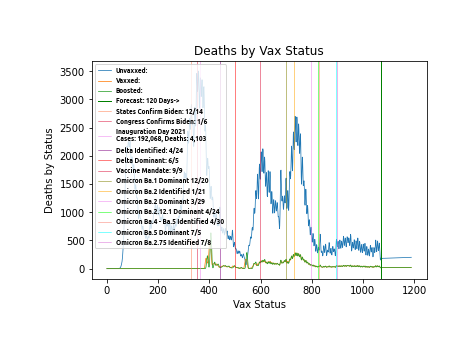 Deaths by Vax Status
Deaths by Status
3500
3000
2500
2000
1500
1000
500
0
Unvaxxed:
Vaxxed:
Boosted:
Forecast: 120 Days->
States Confirm Biden: 12/14
Congress Confirms Biden: 1/6
Inauguration Day 2021
Cases: 192,068, Deaths; 4,103
Delta Identified: 4/24
Delta Dominant: 6/5
Vaccine Mandate: 9/9
Omicron Ba.1 Dominant 12/20
Omicron Ba.2 Identified 1/21
Omicron Ba.2 Dominant 3/29
Omicron Ba.2.12.1 Dominant 4/24
Omicron Ba.4 - Ba.5 Identified 4/30
Omicron Ba.5 Dominant 7/5
Omicron Ba.2.75 Identified 7/8
0 200 400 600 800 1000 1200
Vax Status